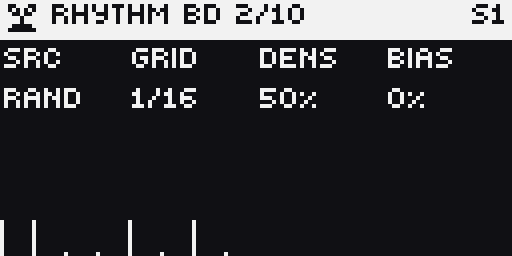 RHYTHM BD 2/10 S1
SRC GRID DENS BIAS
RAND 1/16 50% 0%